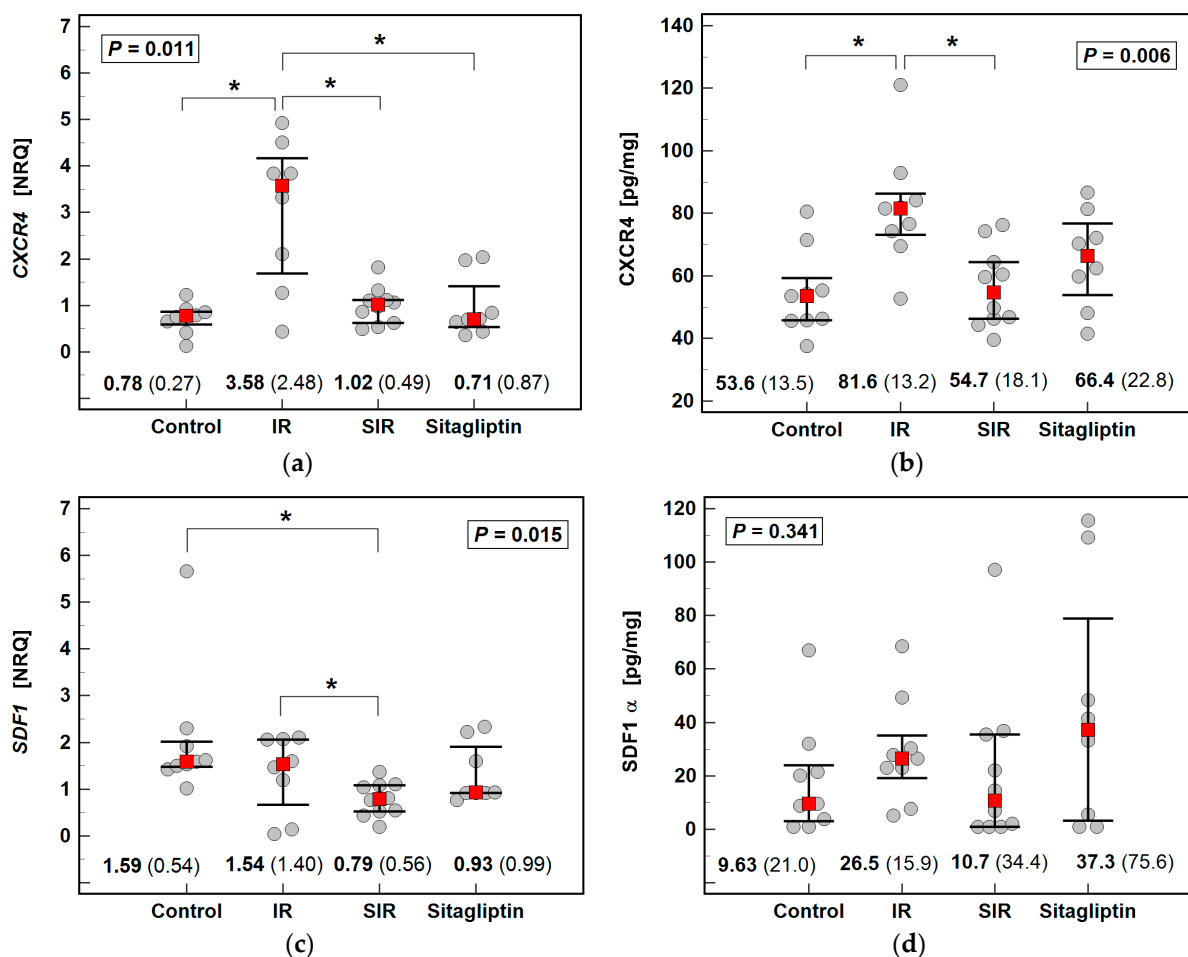 7
6
5
4
3
2
1
0
CXCR4 [NRQ]
P = 0.011
*
*
*
0.78 (0.27) 3.58 (2.48) 1.02 (0.49) 0.71 (0.87)
Control IR SIR Sitagliptin
(a)
140
120
100
80
60
40
20
CXCR4 [pg/mg]
P = 0.006
* *
53.6 (13.5) 81.6 (13.2) 54.7 (18.1) 66.4 (22.8)
Control IR SIR Sitagliptin
(b)
7
6
5
4
3
2
1
0
SDF1 [NRQ]
P = 0.015
*
*
1.59 (0.54) 1.54 (1.40) 0.79 (0.56) 0.93 (0.99)
Control IR SIR Sitagliptin
(c)
120
100
80
60
40
20
0
SDF1 α [pg/mg]
P = 0.341
9.63 (21.0) 26.5 (15.9) 10.7 (34.4) 37.3 (75.6)
Control IR SIR Sitagliptin
(d)